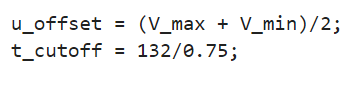 u_offset = (V_max + V_min)/2;
t_cutoff = 132/0.75;